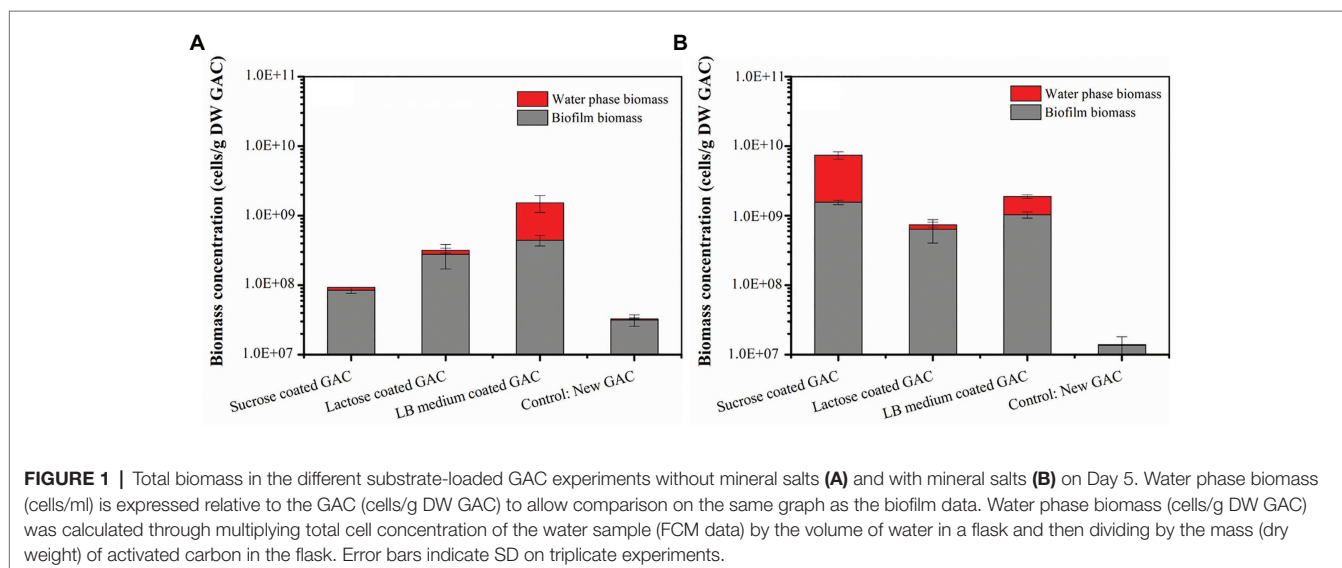 A
Biomass concentration (cells/g DW GAC)
1.0E+11
1.0E+10
1.0E+09
1.0E+08
1.0E+07
Water phase biomass
Biofilm biomass
Sucrose coated GAC
Lactose coated GAC
LB medium coated GAC
Control: New GAC
B
Biomass concentration (cells/g DW GAC)
1.0E+11
1.0E+10
1.0E+09
1.0E+08
1.0E+07
Water phase biomass
Biofilm biomass
Sucrose coated GAC
Lactose coated GAC
LB medium coated GAC
Control: New GAC
FIGURE 1 | Total biomass in the different substrate-loaded GAC experiments without mineral salts (A) and with mineral salts (B) on Day 5. Water phase biomass
(cells/ml) is expressed relative to the GAC (cells/g DW GAC) to allow comparison on the same graph as the biofilm data. Water phase biomass (cells/g DW GAC)
was calculated through multiplying total cell concentration of the water sample (FCM data) by the volume of water in a flask and then dividing by the mass (dry
weight) of activated carbon in the flask. Error bars indicate SD on triplicate experiments.